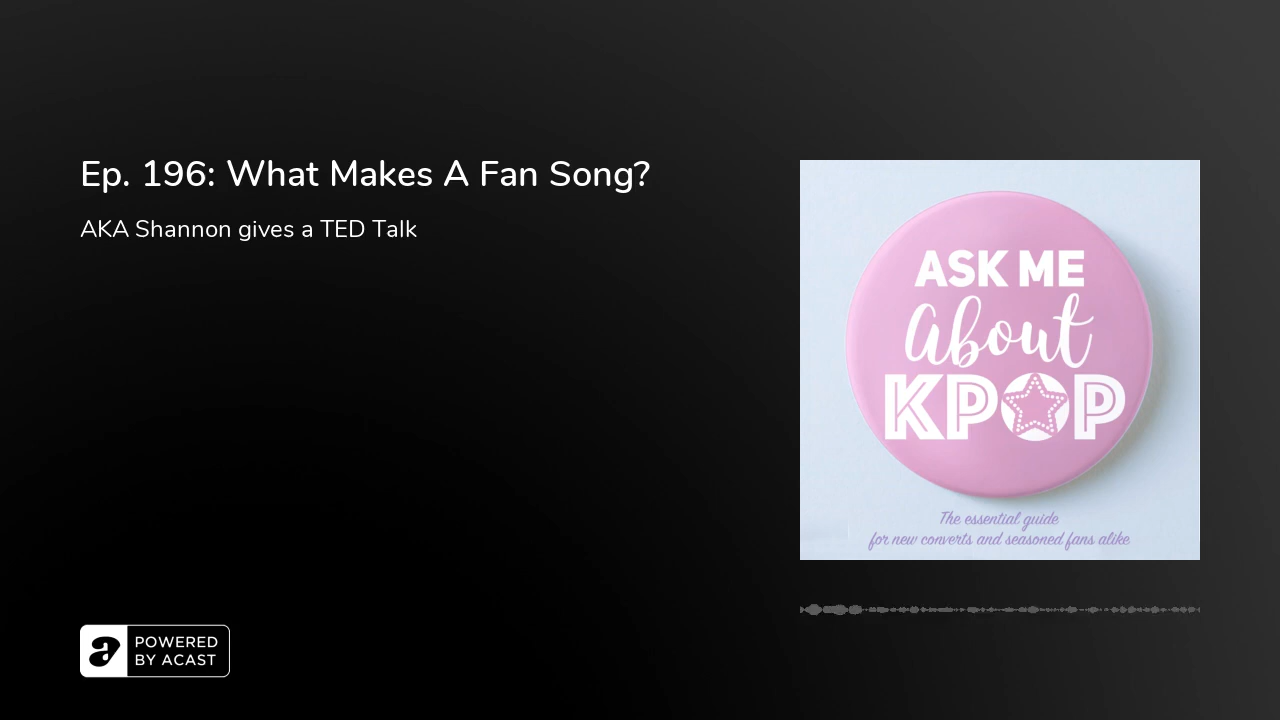 Ep. 196: What Makes A Fan Song?
AKA Shannon gives a TED Talk
ASK ME
About
KPOP
The essential guide
for new converts and seasoned fans alike
a POWERED
BY ACAST